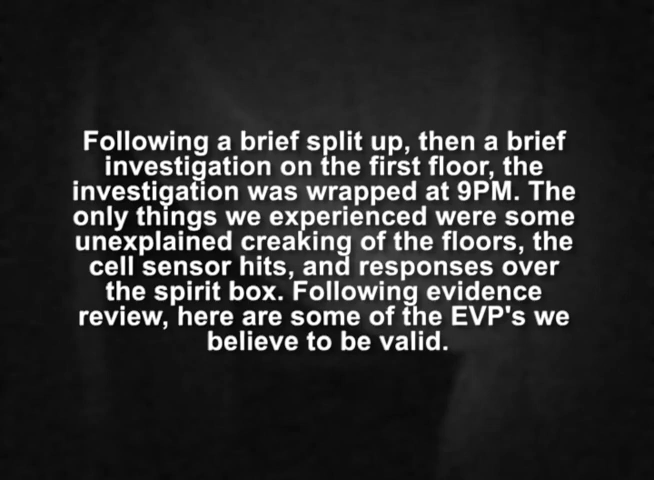 Following a brief split up, then a brief
investigation on the first floor, the
investigation was wrapped at 9PM. The
only things we experienced were some
unexplained creaking of the floors, the
cell sensor hits, and responses over
the spirit box. Following evidence
review, here are some of the EVP's we
believe to be valid.